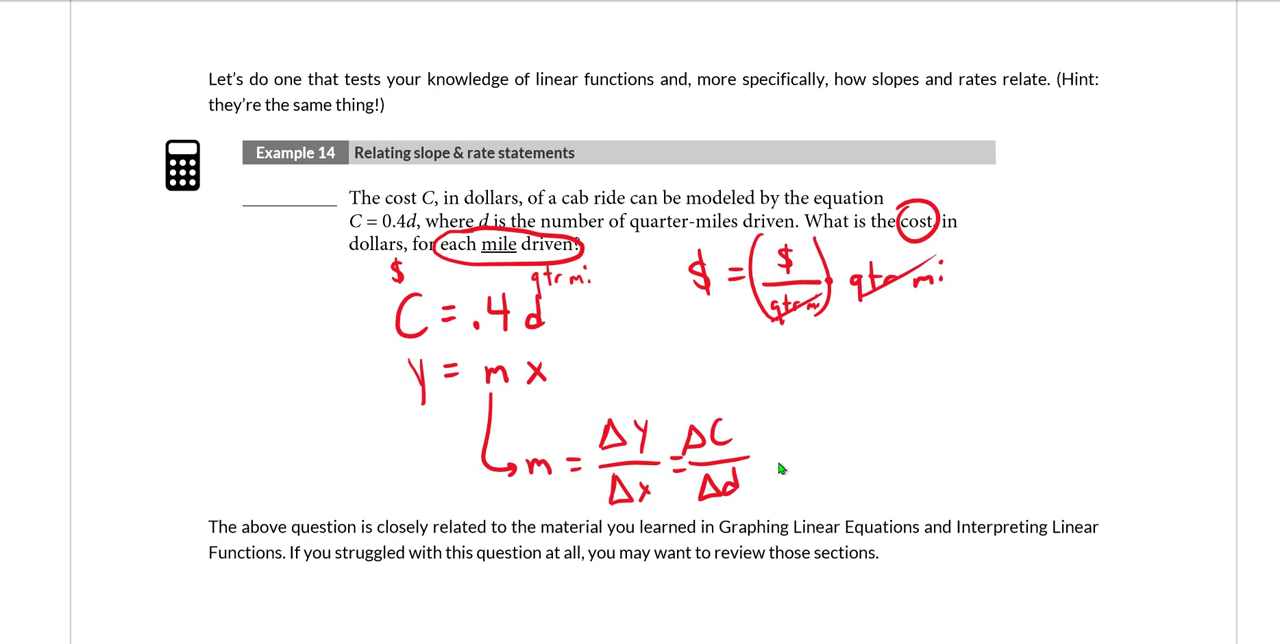 Let's do one that tests your knowledge of linear functions and, more specifically, how slopes and rates relate. (Hint:
they're the same thing!)
Example 14 Relating slope & rate statements
The cost C, in dollars, of a cab ride can be modeled by the equation
C = 0.4d, where d is the number of quarter-miles driven. What is the cost, in
dollars, for each mile driven?
$ qtr mi
C = .4 d
$ = ($ / qtr mi) · qtr mi
y = m x
m = Δy / Δx = ΔC / Δd
The above question is closely related to the material you learned in Graphing Linear Equations and Interpreting Linear
Functions. If you struggled with this question at all, you may want to review those sections.